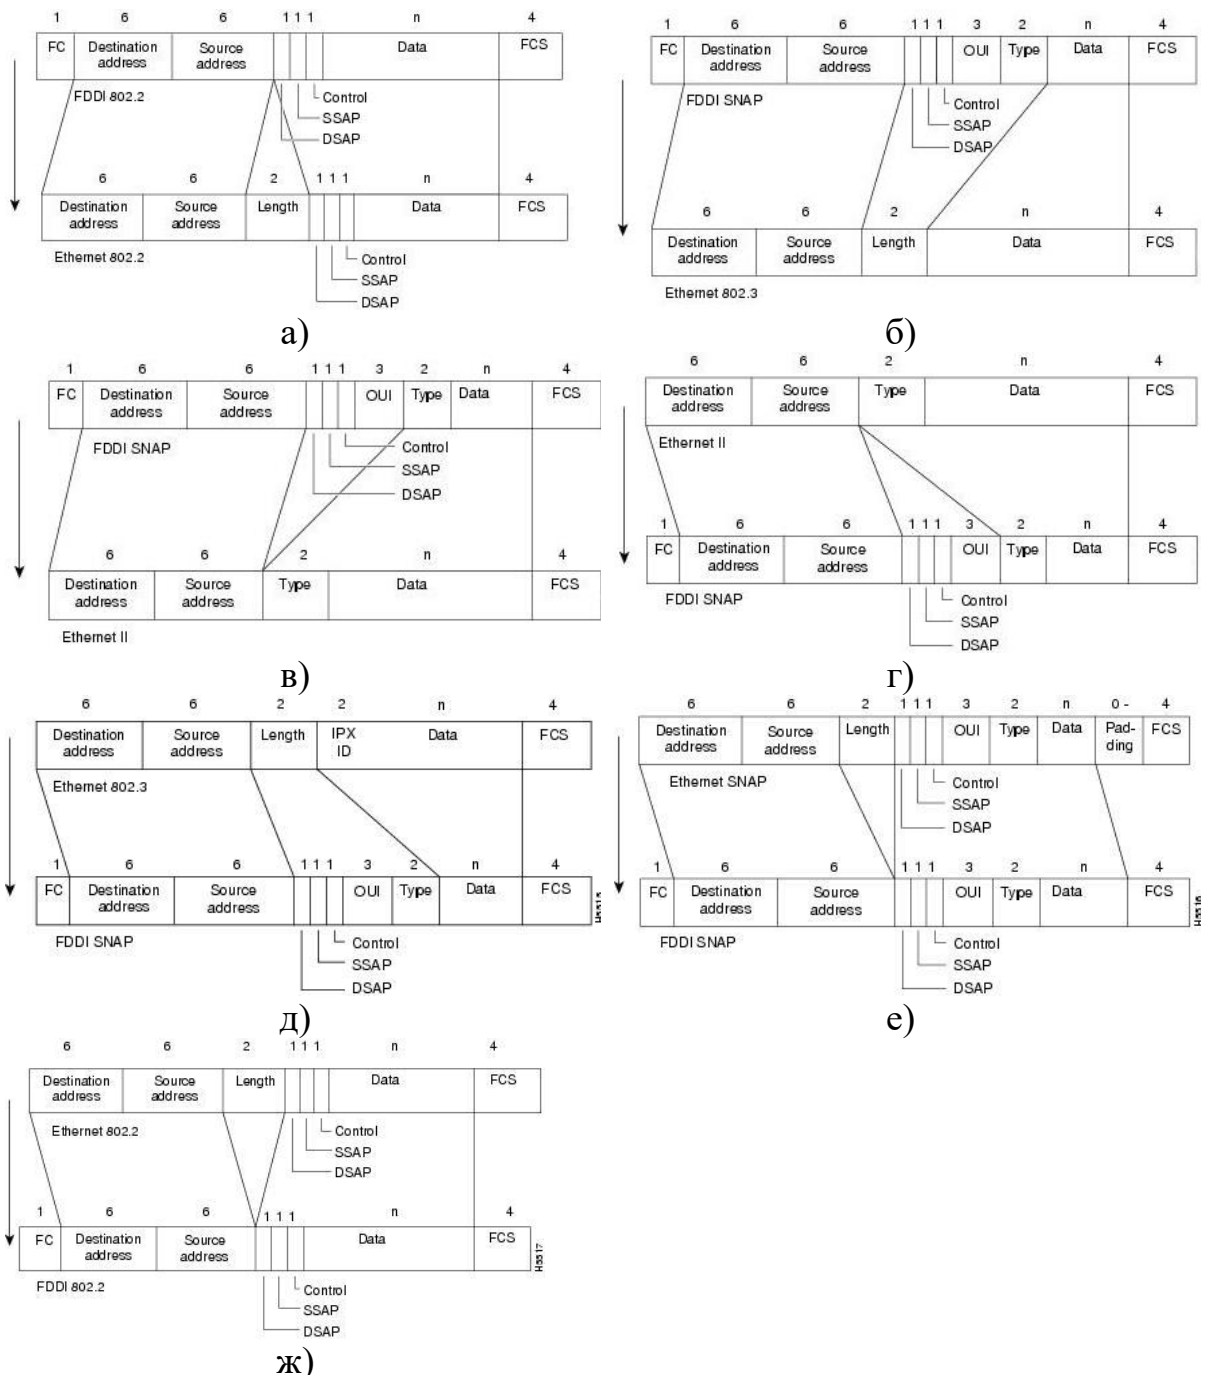 1 6 6 1 1 1 n 4
FC Destination address Source address Data FCS
FDDI 802.2
Control
SSAP
DSAP
6 6 2 1 1 1 n 4
Destination address Source address Length Data FCS
Ethernet 802.2
Control
SSAP
DSAP
а)
1 6 6 1 1 1 3 2 n 4
FC Destination address Source address OUI Type Data FCS
FDDI SNAP
Control
SSAP
DSAP
6 6 2 n 4
Destination address Source address Length Data FCS
Ethernet 802.3
б)
1 6 6 1 1 1 3 2 n 4
FC Destination address Source address OUI Type Data FCS
FDDI SNAP
Control
SSAP
DSAP
6 6 2 n 4
Destination address Source address Type Data FCS
Ethernet II
в)
6 6 2 n 4
Destination address Source address Type Data FCS
Ethernet II
1 6 6 1 1 1 3 2 n 4
FC Destination address Source address OUI Type Data FCS
FDDI SNAP
Control
SSAP
DSAP
г)
6 6 2 2 n 4
Destination address Source address Length IPX ID Data FCS
Ethernet 802.3
1 6 6 1 1 1 3 2 n 4
FC Destination address Source address OUI Type Data FCS
H5515
FDDI SNAP
Control
SSAP
DSAP
д)
6 6 2 1 1 1 3 2 n 0 - 4
Destination address Source address Length OUI Type Data Pad-ding FCS
Ethernet SNAP
Control
SSAP
DSAP
1 6 6 1 1 1 3 2 n 4
FC Destination address Source address OUI Type Data FCS
H5516
FDDI SNAP
Control
SSAP
DSAP
е)
6 6 2 1 1 1 n 4
Destination address Source address Length Data FCS
Ethernet 802.2
Control
SSAP
DSAP
1 6 6 1 1 1 n 4
FC Destination address Source address Data FCS
H5517
FDDI 802.2
Control
SSAP
DSAP
ж)